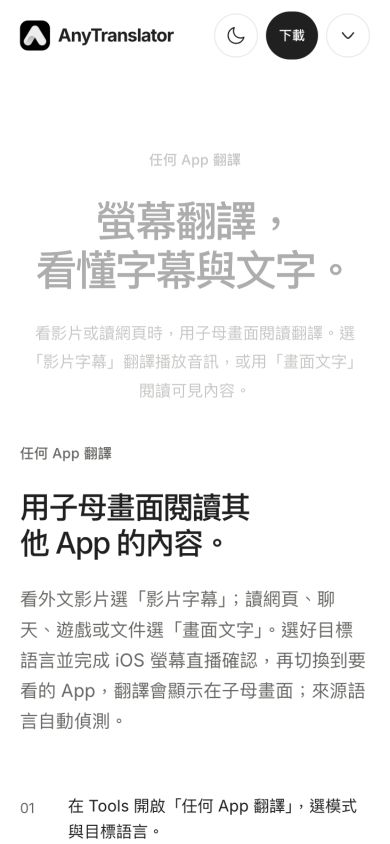 AnyTranslator
下載
任何 App 翻譯
螢幕翻譯，
看懂字幕與文字。
看影片或讀網頁時，用子母畫面閱讀翻譯。選
「影片字幕」翻譯播放音訊，或用「畫面文字」
閱讀可見內容。
任何 App 翻譯
用子母畫面閱讀其
他 App 的內容。
看外文影片選「影片字幕」；讀網頁、聊
天、遊戲或文件選「畫面文字」。選好目標
語言並完成 iOS 螢幕直播確認，再切換到要
看的 App，翻譯會顯示在子母畫面；來源語
言自動偵測。
01
在 Tools 開啟「任何 App 翻譯」，選模式
與目標語言。